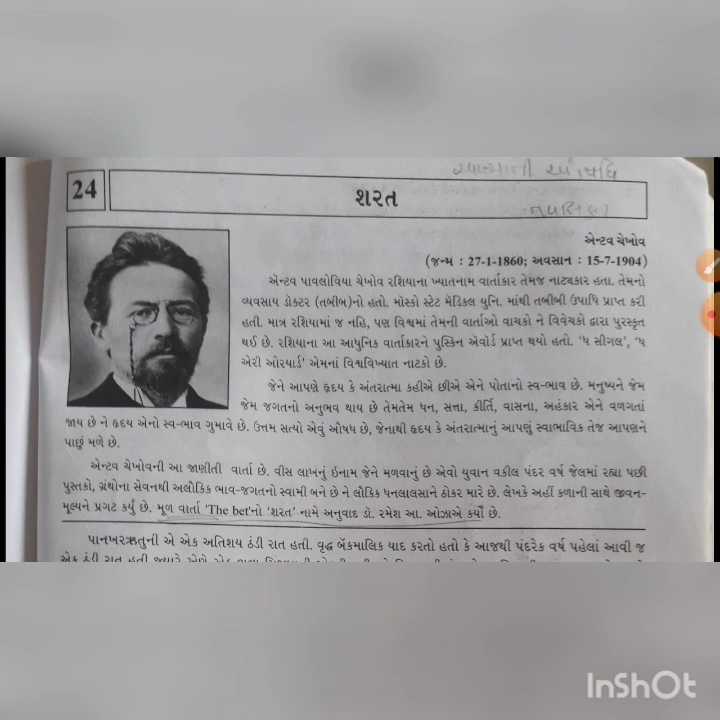 આત્માની ઔષધિ
24
શરત
નવલિકા
એન્ટવ ચેખોવ
(જન્મ : 27-1-1860; અવસાન : 15-7-1904)
એન્ટવ પાવલોવિયા ચેખોવ રશિયાના ખ્યાતનામ વાર્તાકાર તેમજ નાટ્યકાર હતા. તેમનો
વ્યવસાય ડૉક્ટર (તબીબ)નો હતો. મોસ્કો સ્ટેટ મૅડિકલ યુનિ. માંથી તબીબી ઉપાધિ પ્રાપ્ત કરી
હતી. માત્ર રશિયામાં જ નહિ, પણ વિશ્વમાં તેમની વાર્તાઓ વાચકો ને વિવેચકો દ્વારા પુરસ્કૃત
થઈ છે. રશિયાના આ આધુનિક વાર્તાકારને પુશ્કિન એવોર્ડ પ્રાપ્ત થયો હતો. 'ધ સીગલ', 'ધ
એરી ઓરયાર્ડ' એમનાં વિશ્વવિખ્યાત નાટકો છે.
જેને આપણે હૃદય કે અંતરાત્મા કહીએ છીએ એને પોતાનો સ્વ-ભાવ છે. મનુષ્યને જેમ
જેમ જગતનો અનુભવ થાય છે તેમતેમ ધન, સત્તા, કીર્તિ, વાસના, અહંકાર એને વળગતાં
જાય છે ને હૃદય એનો સ્વ-ભાવ ગુમાવે છે. ઉત્તમ સત્યો એવું ઔષધ છે, જેનાથી હૃદય કે અંતરાત્માનું આપણું સ્વાભાવિક તેજ આપણને
પાછું મળે છે.
એન્ટવ ચેખોવની આ જાણીતી વાર્તા છે. વીસ લાખનું ઇનામ જેને મળવાનું છે એવો યુવાન વકીલ પંદર વર્ષ જેલમાં રહ્યા પછી
પુસ્તકો, ગ્રંથોના સેવનથી અલૌકિક ભાવ-જગતનો સ્વામી બને છે ને લૌકિક ધનલાલસાને ઠોકર મારે છે. લેખકે અહીં કળાની સાથે જીવન-
મૂલ્યને પ્રગટ કર્યું છે. મૂળ વાર્તા 'The bet'નો 'શરત' નામે અનુવાદ ડૉ. રમેશ આ. ઓઝાએ કર્યો છે.
પાનખરઋતુની એ એક અતિશય ઠંડી રાત હતી. વૃદ્ધ બૅંકમાલિક યાદ કરતો હતો કે આજથી પંદરેક વર્ષ પહેલાં આવી જ
InShOt